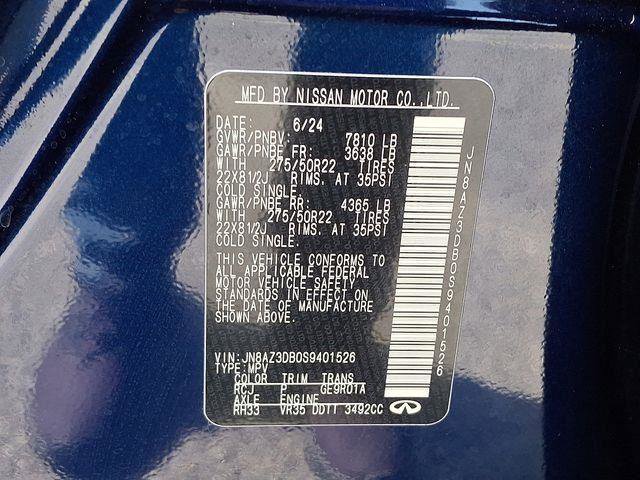 MFD BY NISSAN MOTOR CO.,LTD.
DATE: 6/24
GVWR/PNBV: 7810 LB
GAWR/PNBE FR: 3638 LB
WITH 275/50R22 TIRES
22X8 1/2J RIMS. AT 35PSI
COLD SINGLE.
GAWR/PNBE RR: 4365 LB
WITH 275/50R22 TIRES
22X8 1/2J RIMS. AT 35PSI
COLD SINGLE.
THIS VEHICLE CONFORMS TO
ALL APPLICABLE FEDERAL
MOTOR VEHICLE SAFETY
STANDARDS IN EFFECT ON
THE DATE OF MANUFACTURE
SHOWN ABOVE.
VIN:JN8AZ3DB0S9401526
TYPE:MPV
COLOR TRIM TRANS
RCJ P GE9R01A
AXLE ENGINE
RH33 VR35 DDTT 3492CC
JN8AZ3DB0S9401526